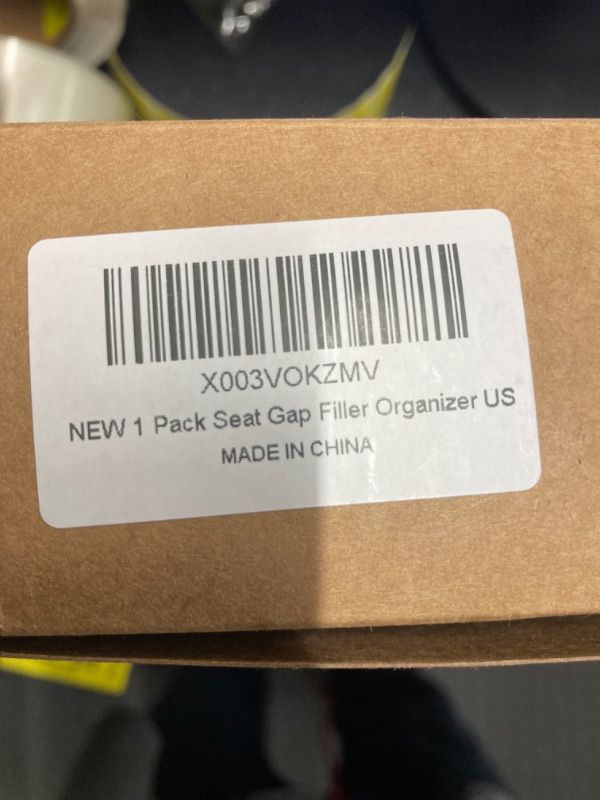 X003VOKZMV
NEW 1 Pack Seat Gap Filler Organizer US
MADE IN CHINA